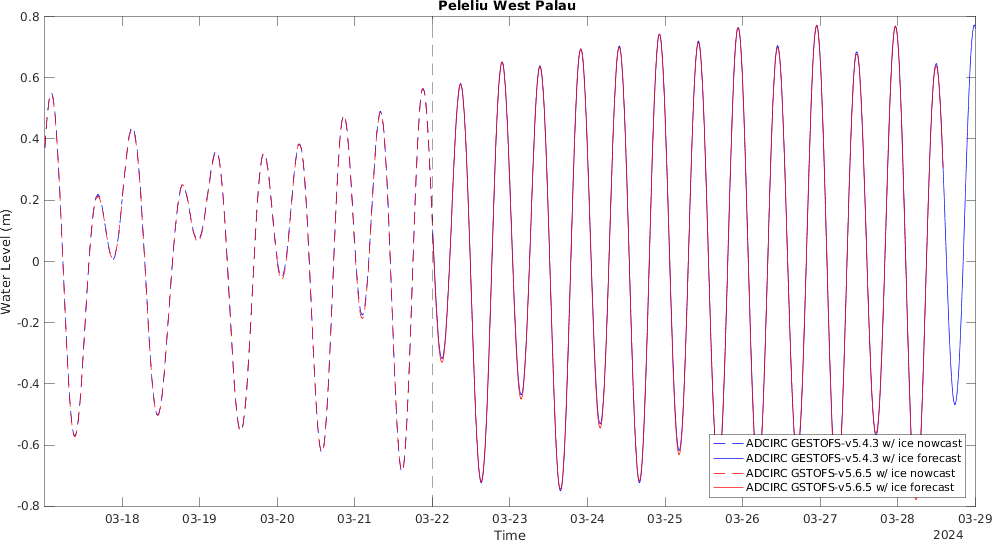 Peleliu West Palau
0.8
0.6
0.4
0.2
0
-0.2
-0.4
-0.6
-0.8
Water Level (m)
ADCIRC GESTOFS-v5.4.3 w/ ice nowcast
ADCIRC GESTOFS-v5.4.3 w/ ice forecast
ADCIRC GSTOFS-v5.6.5 w/ ice nowcast
ADCIRC GSTOFS-v5.6.5 w/ ice forecast
03-18 03-19 03-20 03-21 03-22 03-23 03-24 03-25 03-26 03-27 03-28 03-29
Time
2024